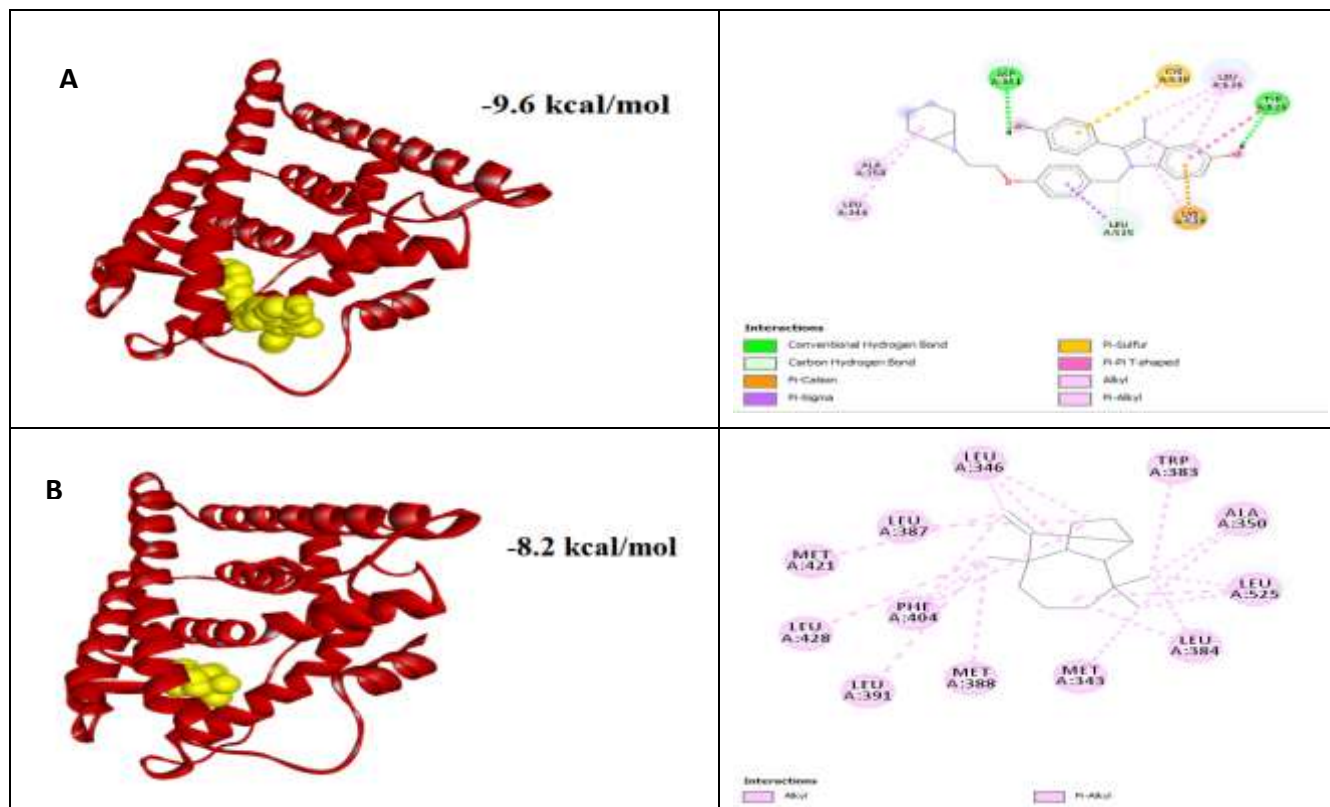 A
-9.6 kcal/mol
LEU
LEU
Interactions
Conventional Hydrogen Bond
Carbon Hydrogen Bond
Pi-Cation
Pi-Sigma
Pi-Sulfur
Pi-Pi T-shaped
Alkyl
Pi-Alkyl
B
-8.2 kcal/mol
LEU
A:346
TRP
A:383
LEU
A:387
ALA
A:350
MET
A:421
LEU
A:525
PHE
A:404
LEU
A:428
LEU
A:384
MET
A:388
MET
A:343
LEU
A:391
Interactions
Alkyl
Pi-Alkyl